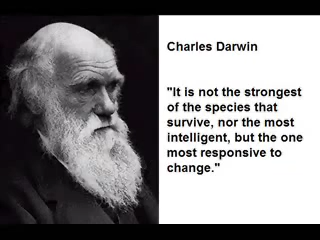 Charles Darwin
"It is not the strongest
of the species that
survive, nor the most
intelligent, but the one
most responsive to
change."